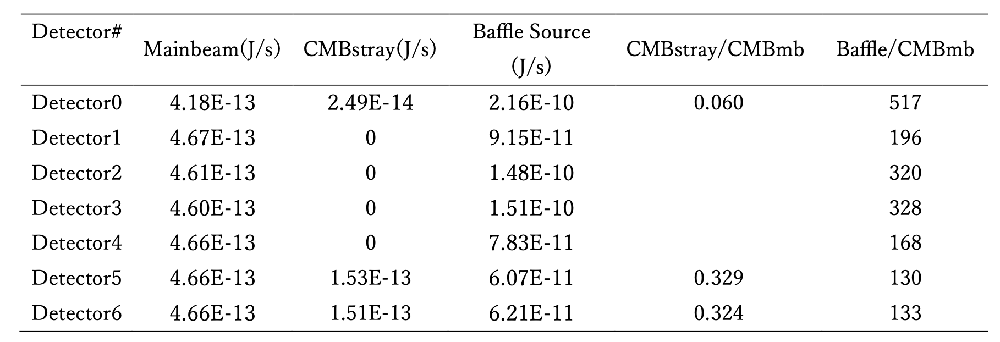 Detector# Mainbeam(J/s) CMBstray(J/s) Baffle Source (J/s) CMBstray/CMBmb Baffle/CMBmb
Detector0 4.18E-13 2.49E-14 2.16E-10 0.060 517
Detector1 4.67E-13 0 9.15E-11 196
Detector2 4.61E-13 0 1.48E-10 320
Detector3 4.60E-13 0 1.51E-10 328
Detector4 4.66E-13 0 7.83E-11 168
Detector5 4.66E-13 1.53E-13 6.07E-11 0.329 130
Detector6 4.66E-13 1.51E-13 6.21E-11 0.324 133